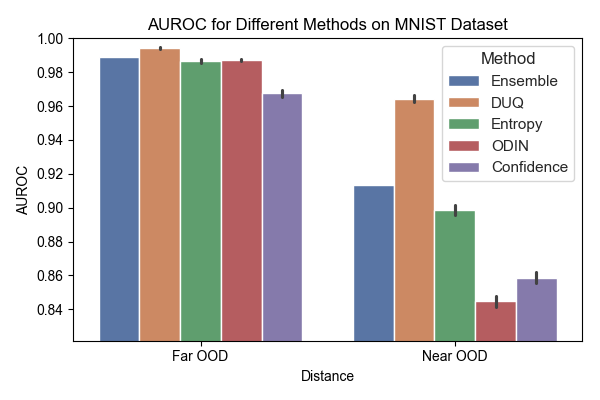 AUROC for Different Methods on MNIST Dataset
1.00
0.98
0.96
0.94
0.92
0.90
0.88
0.86
0.84
AUROC
Method
Ensemble
DUQ
Entropy
ODIN
Confidence
Far OOD
Near OOD
Distance